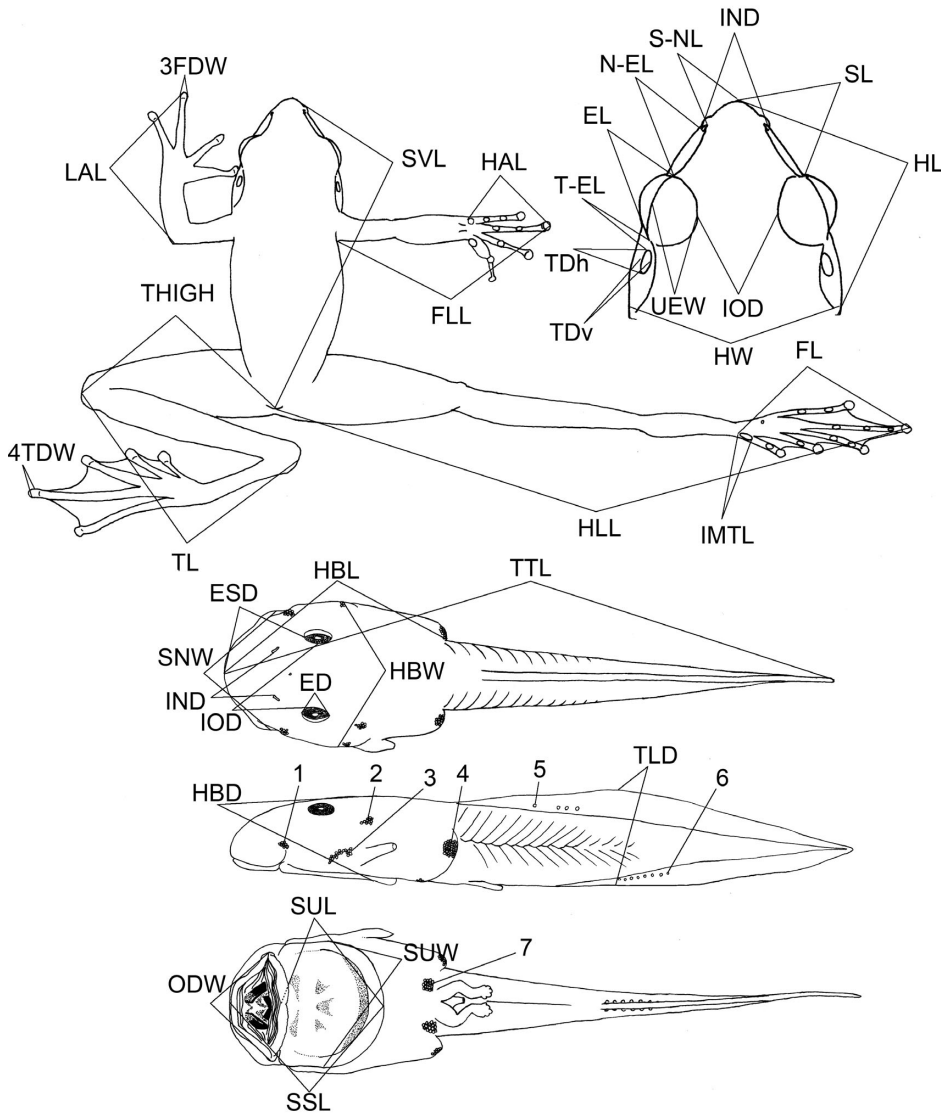 IND
S-NL
3FDW
N-EL
SL
EL
LAL
SVL
HAL
HL
T-EL
TDh
THIGH
UEW
IOD
FLL
TDv
HW
FL
4TDW
HLL
IMTL
TL
HBL
TTL
ESD
SNW
ED
HBW
IND
IOD
1
2
3
4
5
TLD
6
HBD
SUL
SUW
7
ODW
SSL